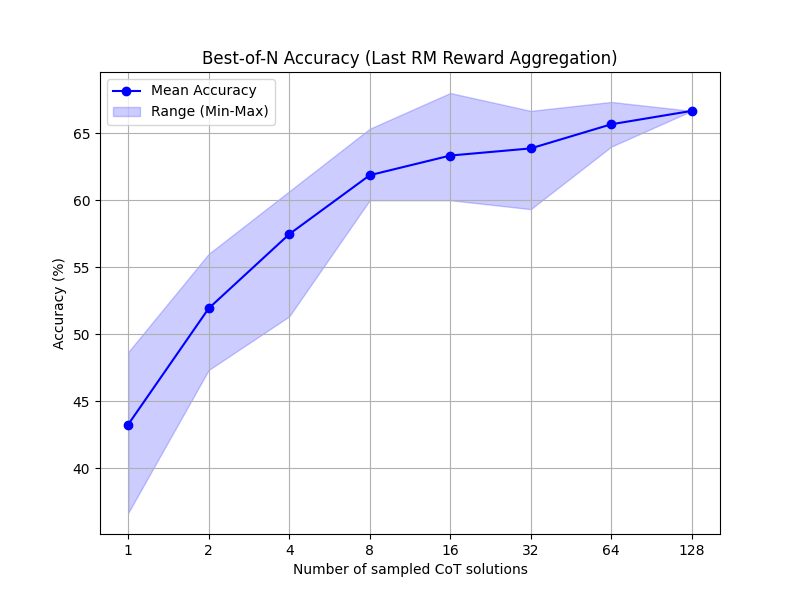 Best-of-N Accuracy (Last RM Reward Aggregation)
Mean Accuracy
Range (Min-Max)
Accuracy (%)
65
60
55
50
45
40
1 2 4 8 16 32 64 128
Number of sampled CoT solutions